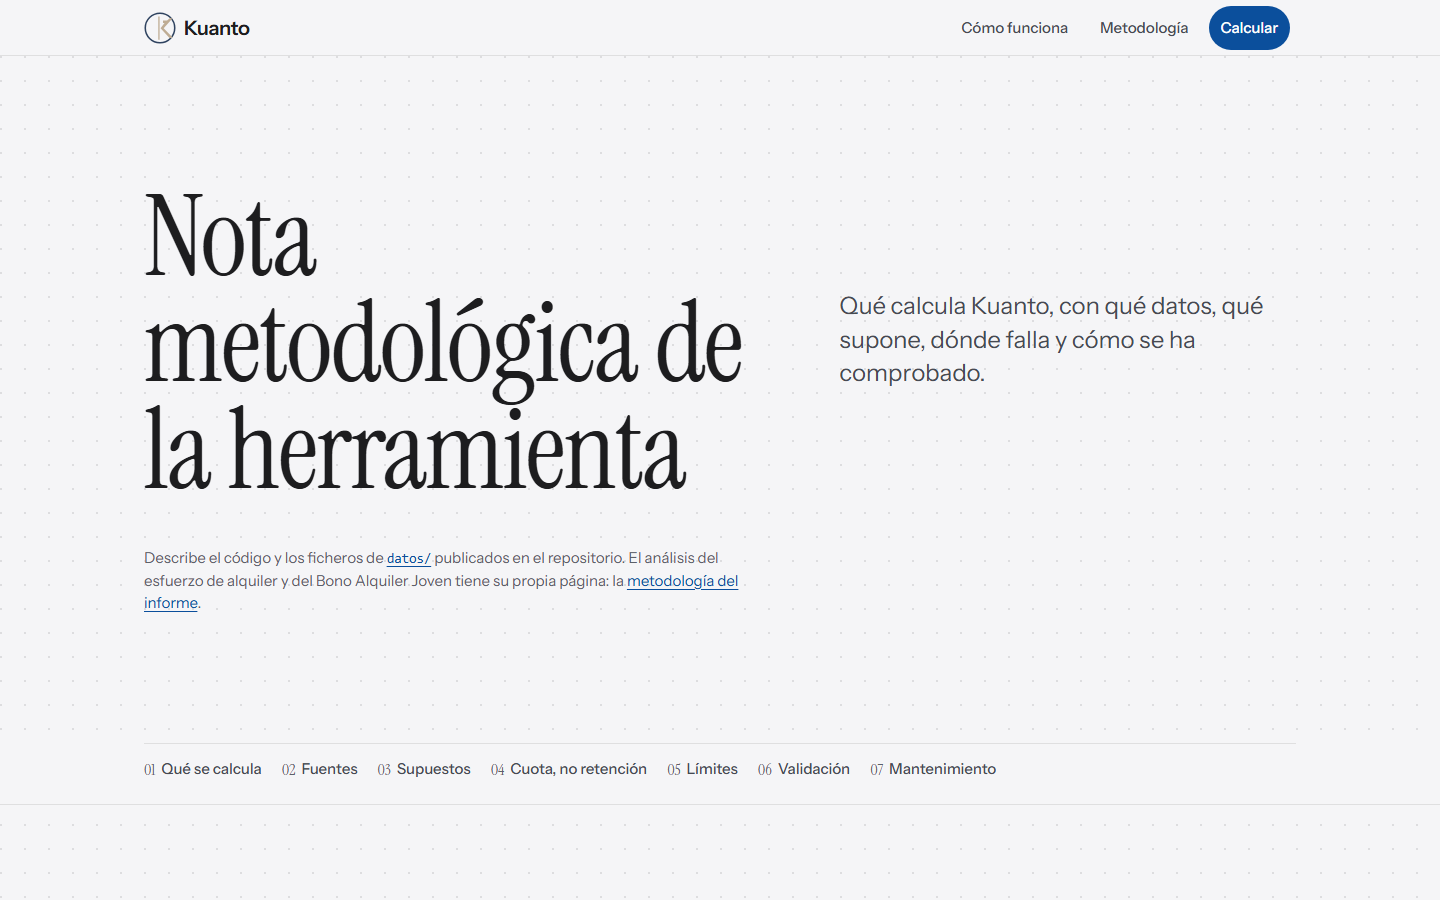 Kuanto
Cómo funciona
Metodología
Calcular
Nota
metodológica de
la herramienta
Qué calcula Kuanto, con qué datos, qué
supone, dónde falla y cómo se ha
comprobado.
Describe el código y los ficheros de datos/ publicados en el repositorio. El análisis del
esfuerzo de alquiler y del Bono Alquiler Joven tiene su propia página: la metodología del
informe.
01 Qué se calcula
02 Fuentes
03 Supuestos
04 Cuota, no retención
05 Límites
06 Validación
07 Mantenimiento